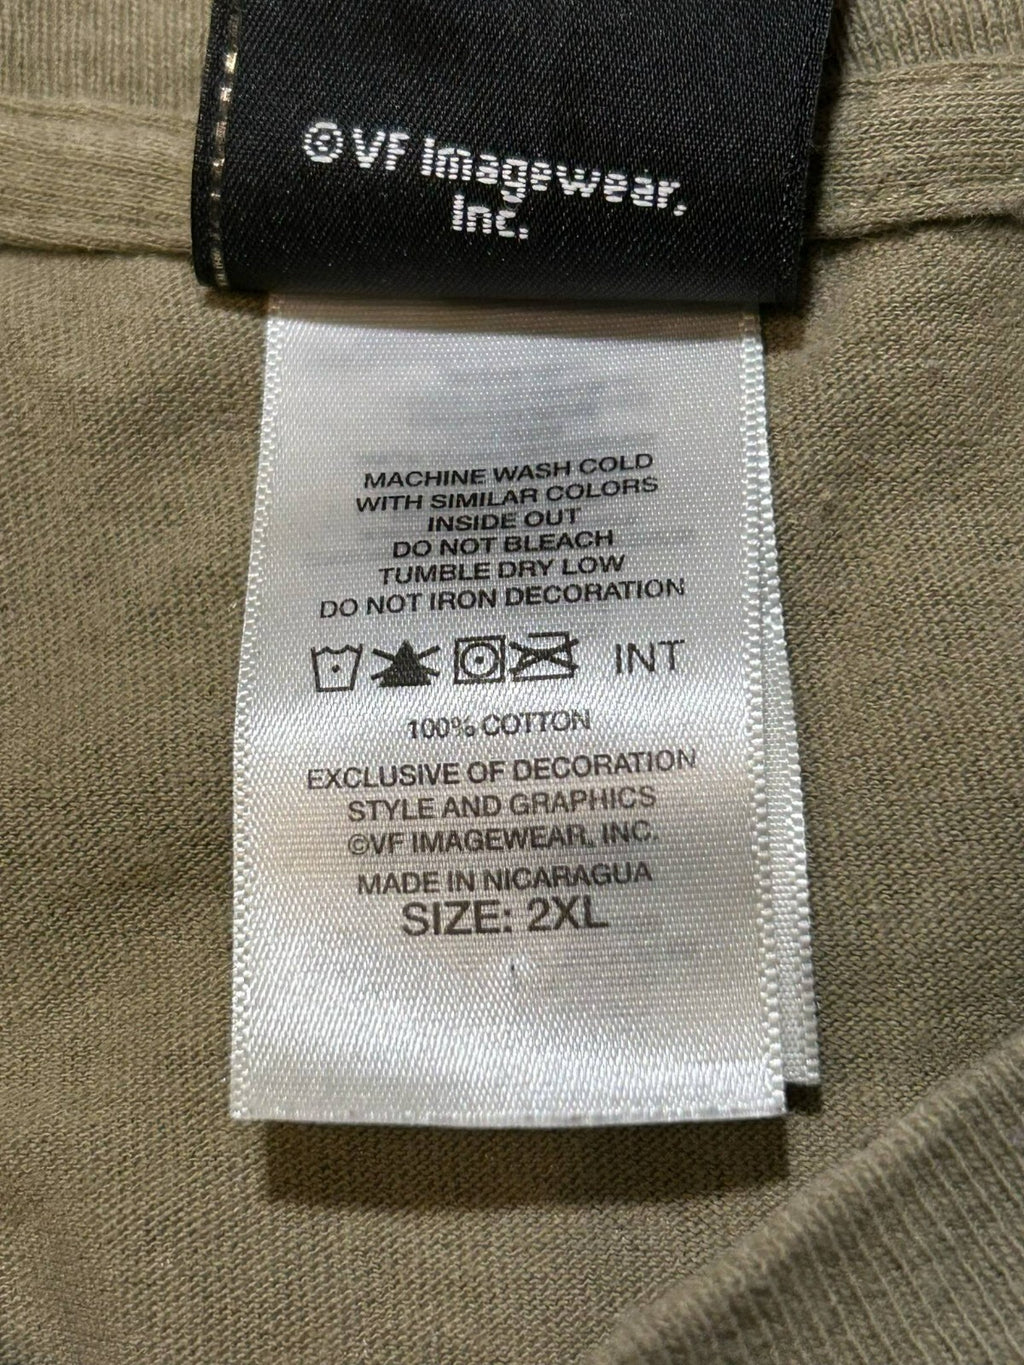 ©VF Imagewear,
Inc.
MACHINE WASH COLD
WITH SIMILAR COLORS
INSIDE OUT
DO NOT BLEACH
TUMBLE DRY LOW
DO NOT IRON DECORATION
INT
100% COTTON
EXCLUSIVE OF DECORATION
STYLE AND GRAPHICS
©VF IMAGEWEAR, INC.
MADE IN NICARAGUA
SIZE: 2XL